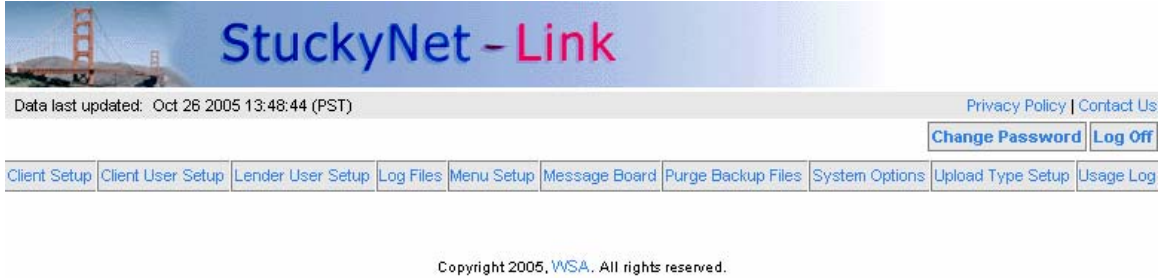 StuckyNet - Link
Data last updated: Oct 26 2005 13:48:44 (PST) Privacy Policy | Contact Us
Change Password Log Off
Client Setup Client User Setup Lender User Setup Log Files Menu Setup Message Board Purge Backup Files System Options Upload Type Setup Usage Log
Copyright 2005, WSA. All rights reserved.